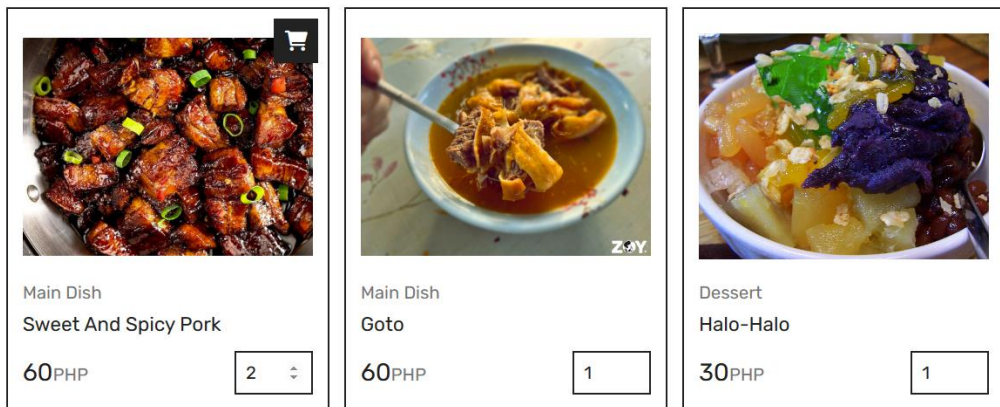 ZOY.
Main Dish
Sweet And Spicy Pork
60PHP
2
Main Dish
Goto
60PHP
1
Dessert
Halo-Halo
30PHP
1